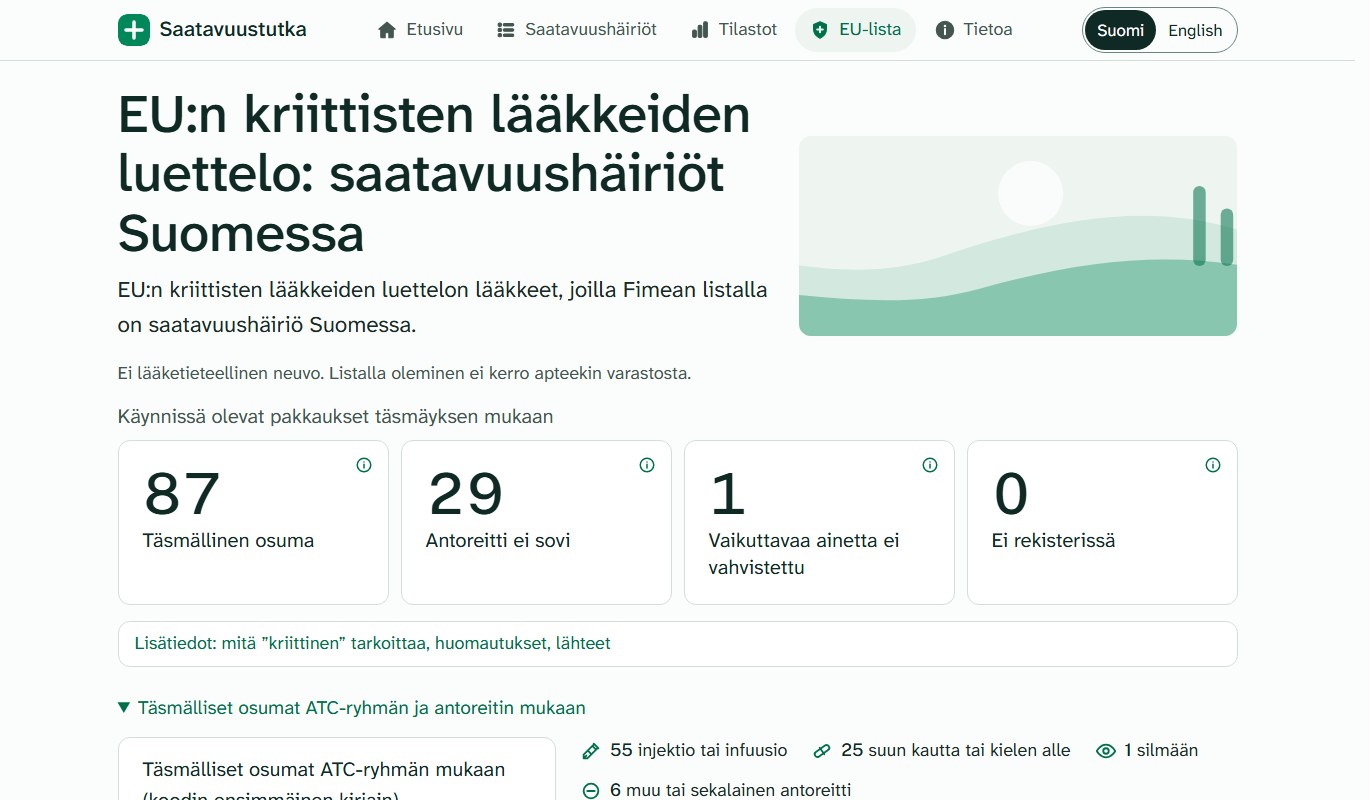 Saatavuustutka
Etusivu
Saatavuushäiriöt
Tilastot
EU-lista
Tietoa
Suomi
English
EU:n kriittisten lääkkeiden
luettelo: saatavuushäiriöt
Suomessa
EU:n kriittisten lääkkeiden luettelon lääkkeet, joilla Fimean listalla
on saatavuushäiriö Suomessa.
Ei lääketieteellinen neuvo. Listalla oleminen ei kerro apteekin varastosta.
Käynnissä olevat pakkaukset täsmäyksen mukaan
87
Täsmällinen osuma
29
Antoreitti ei sovi
1
Vaikuttavaa ainetta ei
vahvistettu
0
Ei rekisterissä
Lisätiedot: mitä ”kriittinen” tarkoittaa, huomautukset, lähteet
Täsmälliset osumat ATC-ryhmän ja antoreitin mukaan
Täsmälliset osumat ATC-ryhmän mukaan
(koodin ensimmäinen kirjain)
55 injektio tai infuusio
25 suun kautta tai kielen alle
1 silmään
6 muu tai sekalainen antoreitti